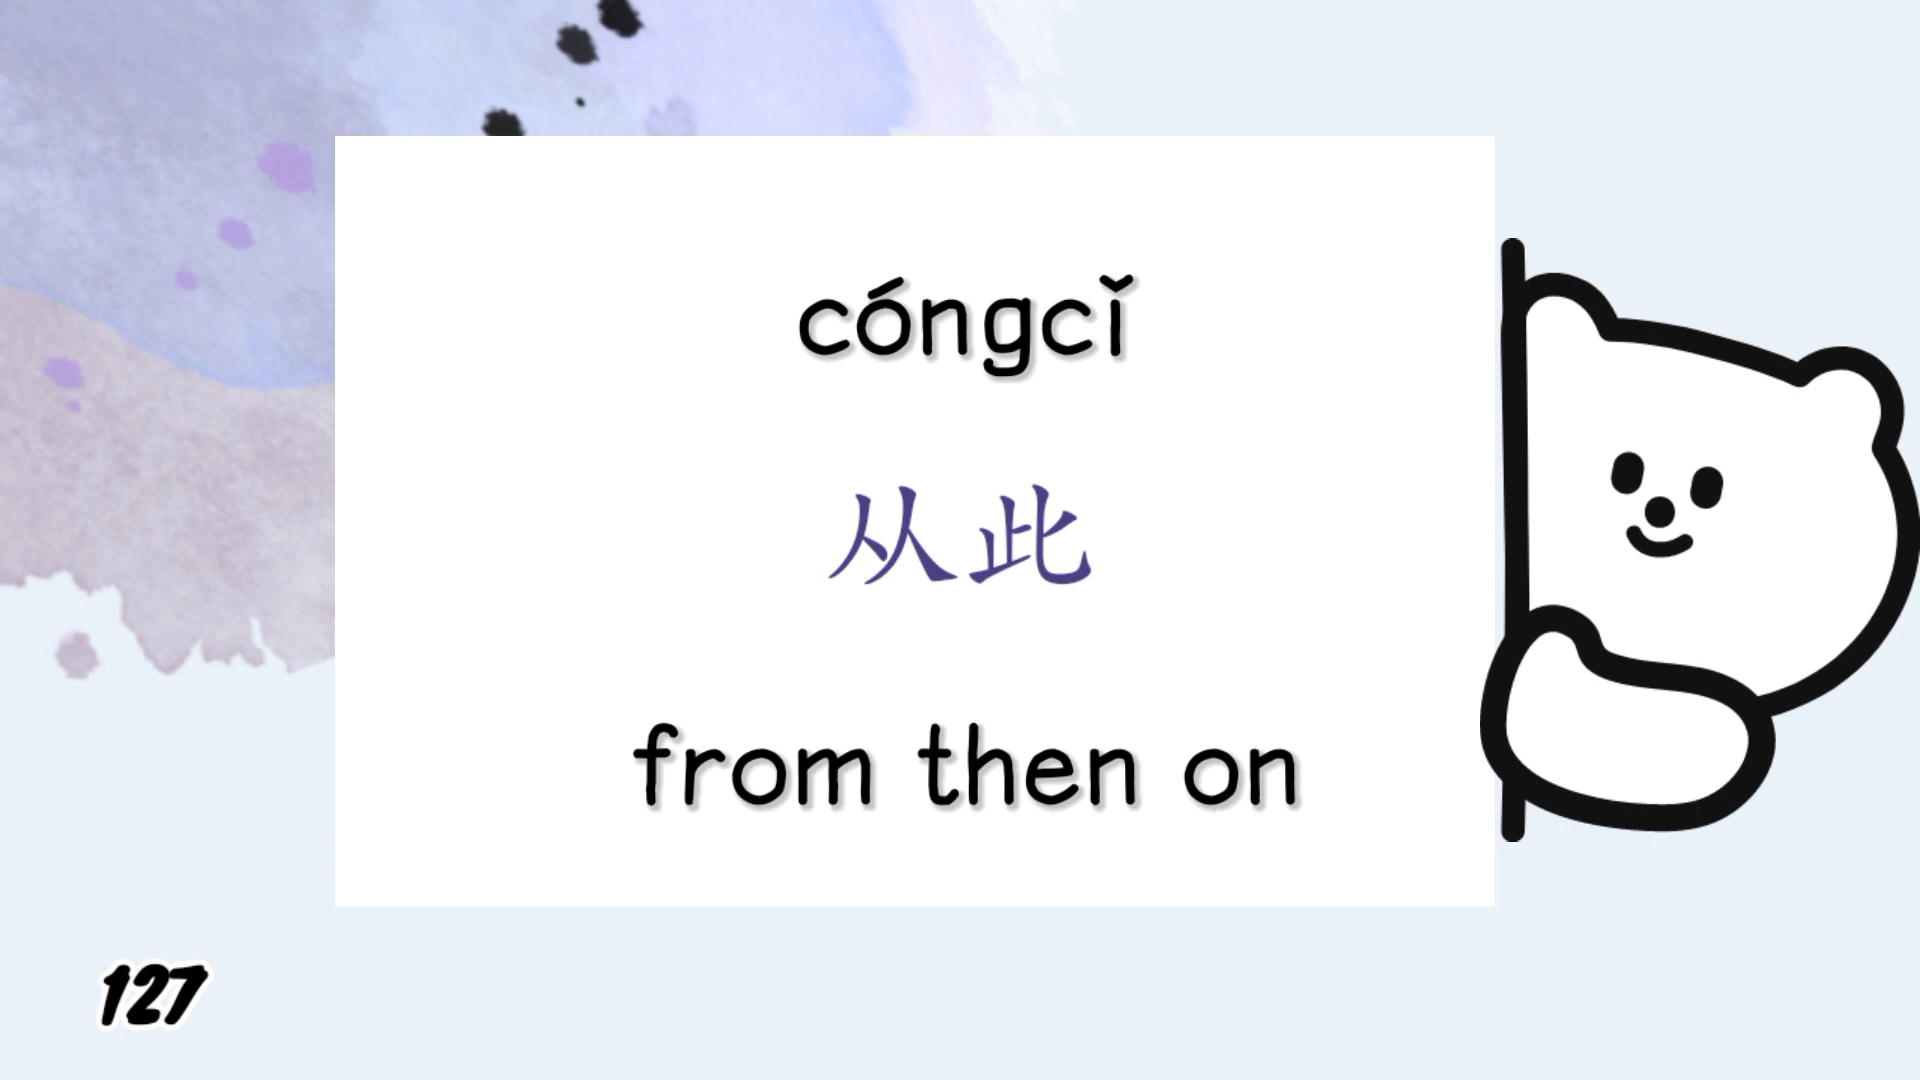 cóngcǐ
从此
from then on
127